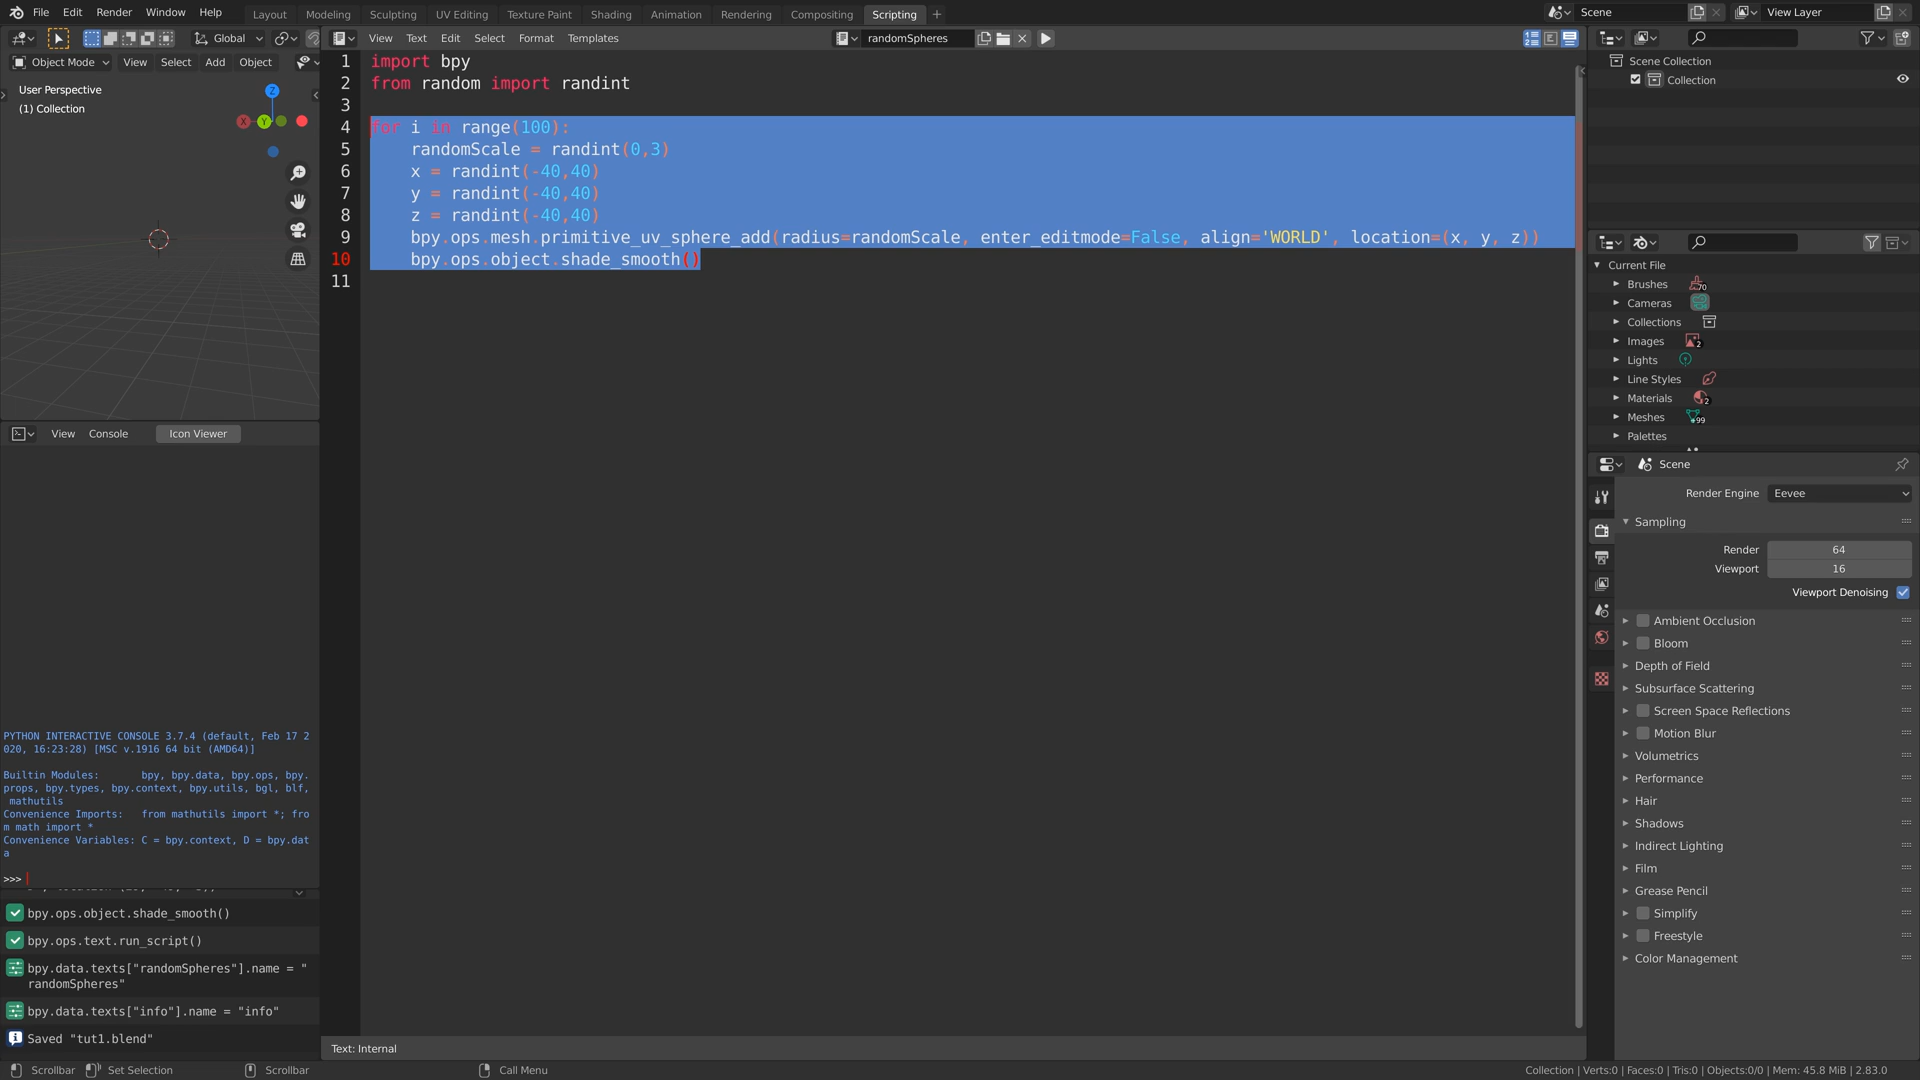 File Edit Render Window Help
Layout Modeling Sculpting UV Editing Texture Paint Shading Animation Rendering Compositing Scripting +
Scene
View Layer
Global
View Text Edit Select Format Templates
randomSpheres
Object Mode View Select Add Object
User Perspective
(1) Collection
Z
X
Y
1 import bpy
2 from random import randint
3
4 for i in range(100):
5 randomScale = randint(0,3)
6 x = randint(-40,40)
7 y = randint(-40,40)
8 z = randint(-40,40)
9 bpy.ops.mesh.primitive_uv_sphere_add(radius=randomScale, enter_editmode=False, align='WORLD', location=(x, y, z))
10 bpy.ops.object.shade_smooth()
11
View Console Icon Viewer
PYTHON INTERACTIVE CONSOLE 3.7.4 (default, Feb 17 2
020, 16:23:28) [MSC v.1916 64 bit (AMD64)]
Builtin Modules: bpy, bpy.data, bpy.ops, bpy.
props, bpy.types, bpy.context, bpy.utils, bgl, blf,
mathutils
Convenience Imports: from mathutils import *; fro
m math import *
Convenience Variables: C = bpy.context, D = bpy.dat
a
>>>
bpy.ops.object.shade_smooth()
bpy.ops.text.run_script()
bpy.data.texts["randomSpheres"].name = "
randomSpheres"
bpy.data.texts["info"].name = "info"
Saved "tut1.blend"
Text: Internal
Scene Collection
Collection
Current File
Brushes 70
Cameras
Collections
Images 2
Lights
Line Styles
Materials 2
Meshes 99
Palettes
Scene
Render Engine Eevee
Sampling
Render 64
Viewport 16
Viewport Denoising
Ambient Occlusion
Bloom
Depth of Field
Subsurface Scattering
Screen Space Reflections
Motion Blur
Volumetrics
Performance
Hair
Shadows
Indirect Lighting
Film
Grease Pencil
Simplify
Freestyle
Color Management
Scrollbar Set Selection Scrollbar Call Menu
Collection | Verts:0 | Faces:0 | Tris:0 | Objects:0/0 | Mem: 45.8 MiB | 2.83.0